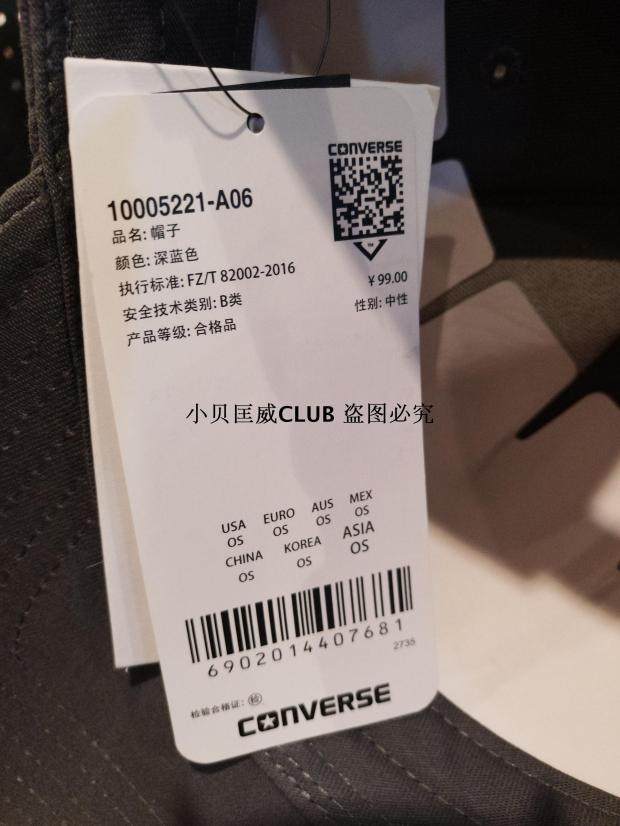 CONVERSE
10005221-A06
品名: 帽子
颜色: 深蓝色
执行标准: FZ/T 82002-2016
安全技术类别: B类
产品等级: 合格品
￥99.00
性别: 中性
小贝匡威CLUB 盗图必究
USA EURO AUS MEX
OS OS OS OS
CHINA KOREA ASIA
OS OS OS
6902014407681
2735
检验合格证: 检
CONVERSE